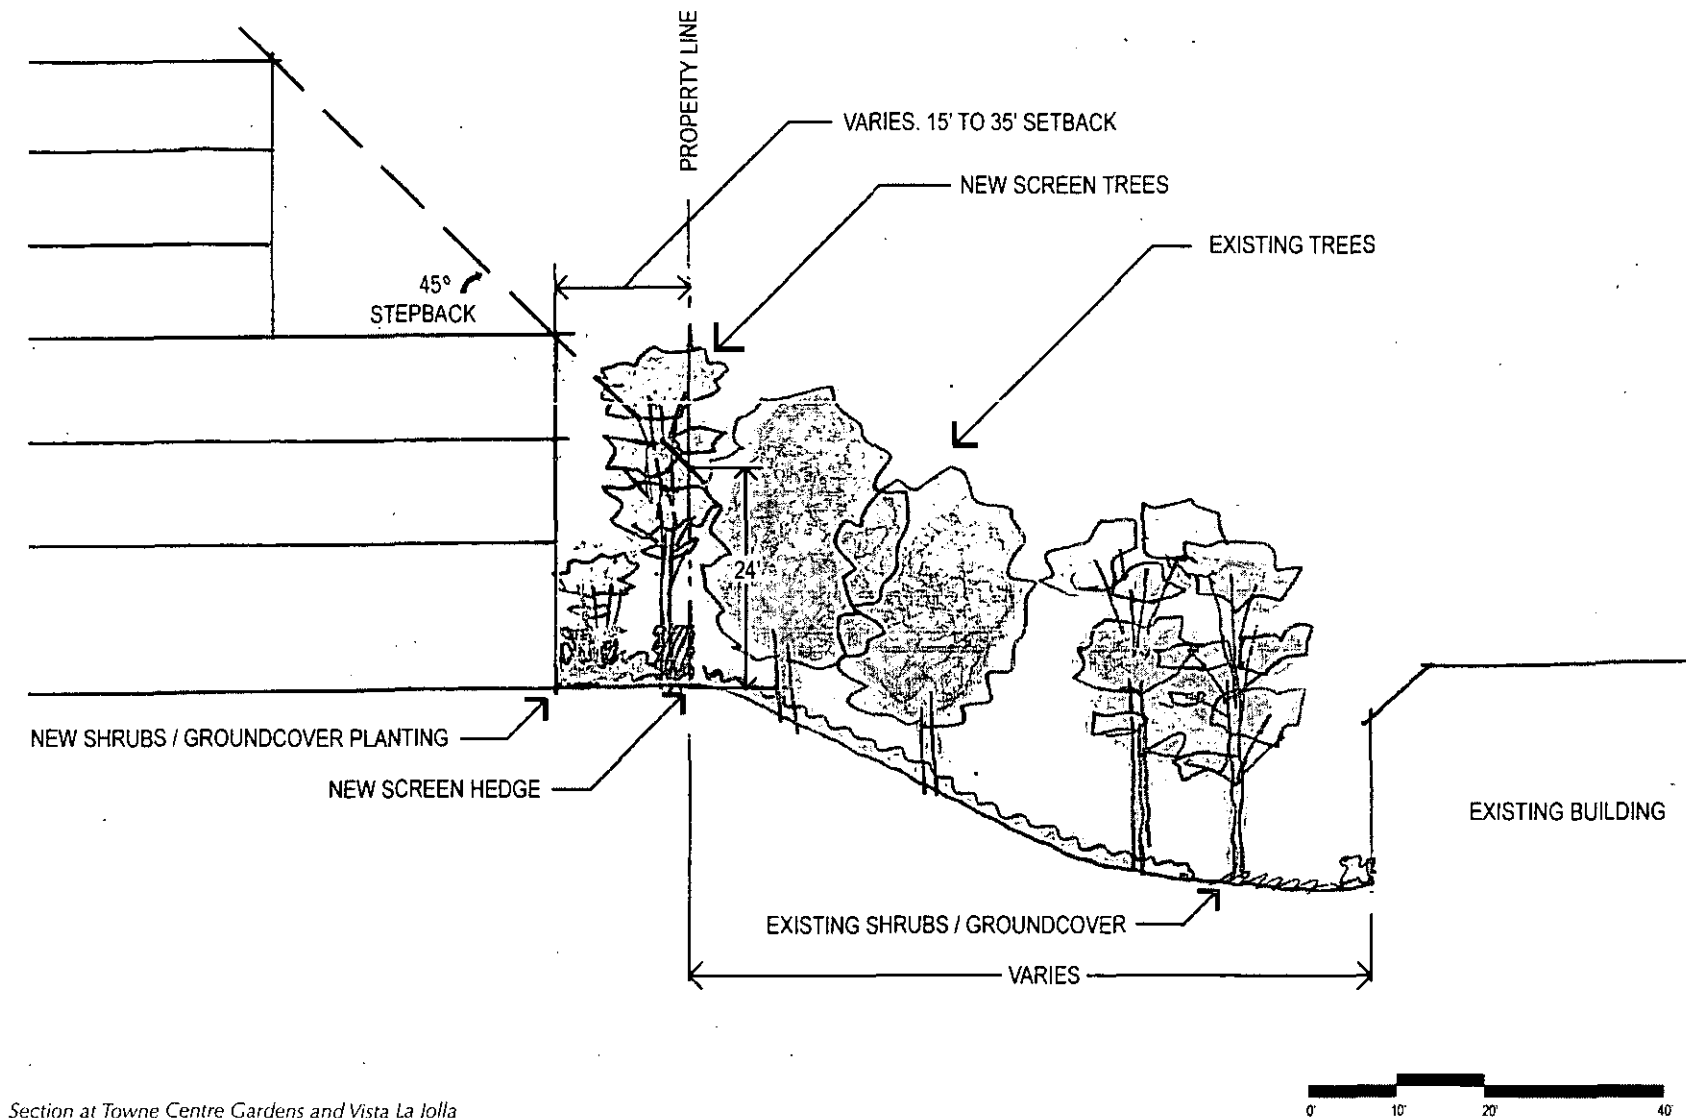 PROPERTY LINE
VARIES. 15' TO 35' SETBACK
NEW SCREEN TREES
EXISTING TREES
45°
STEPBACK
24'
NEW SHRUBS / GROUNDCOVER PLANTING
NEW SCREEN HEDGE
EXISTING BUILDING
EXISTING SHRUBS / GROUNDCOVER
VARIES
Section at Towne Centre Gardens and Vista La Jolla
0' 10' 20' 40'